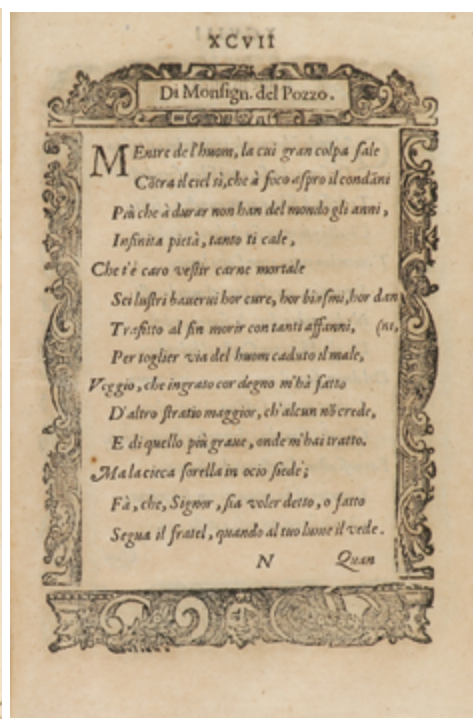 XCVII
Di Monsign. del Pozzo.
MEntre de l'huom, la cui gran colpa sale
Cõtra il ciel sì, che à foco aspro il condãni
Più che à durar non han del mondo gli anni,
Infinita pietà, tanto ti cale,
Che t'è caro vestir carne mortale
Sei lustri hauerui hor cure, hor biasmi, hor dan
Trafitto al fin morir con tanti affanni, (ni,
Per toglier via del huom caduto il male,
Veggio, che ingrato cor degno m'hà fatto
D'altro stratio maggior, ch'alcun nõ crede,
E di quello più graue, onde m'hai tratto.
Ma la cieca sorella in ocio siede;
Fà, che, Signor, sia voler detto, o fatto
Segua il fratel, quando al tuo lume il vede.
N Quan